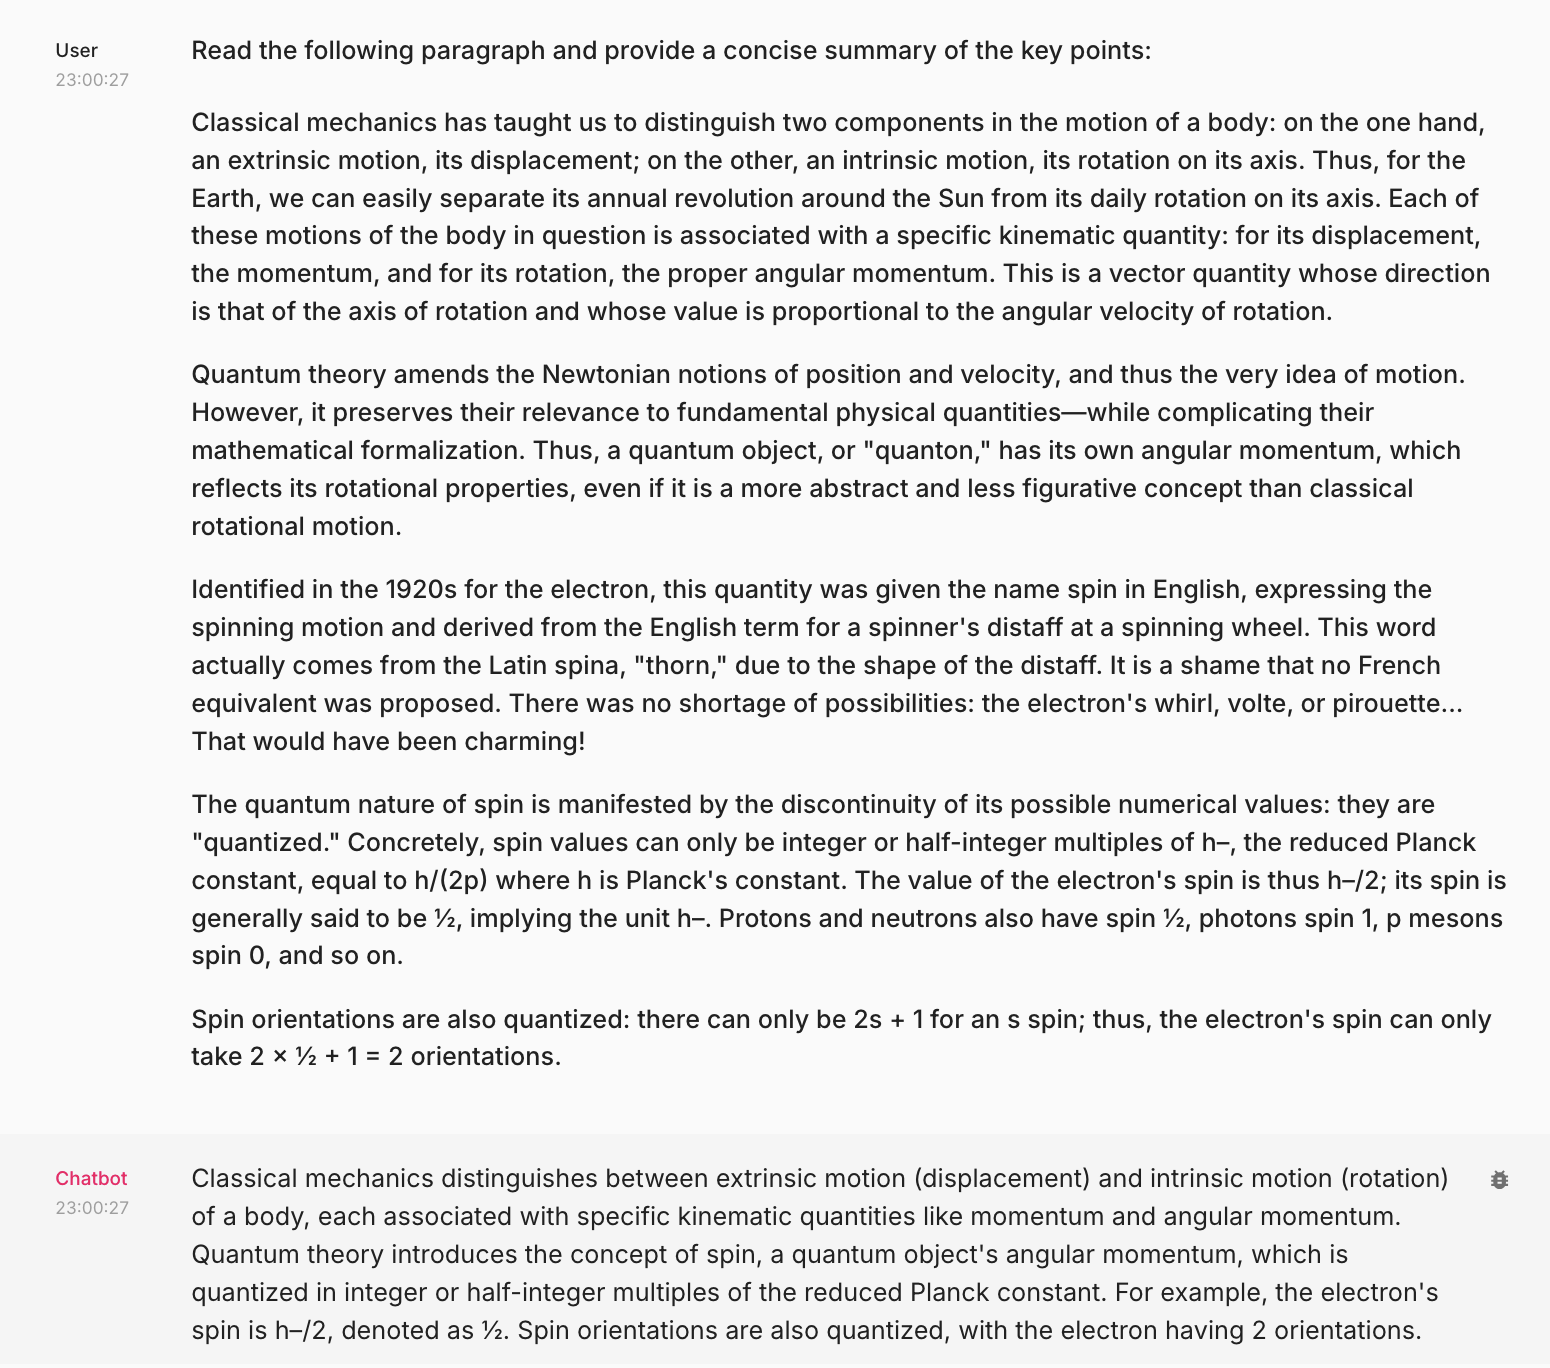 User
23:00:27
Read the following paragraph and provide a concise summary of the key points:
Classical mechanics has taught us to distinguish two components in the motion of a body: on the one hand,
an extrinsic motion, its displacement; on the other, an intrinsic motion, its rotation on its axis. Thus, for the
Earth, we can easily separate its annual revolution around the Sun from its daily rotation on its axis. Each of
these motions of the body in question is associated with a specific kinematic quantity: for its displacement,
the momentum, and for its rotation, the proper angular momentum. This is a vector quantity whose direction
is that of the axis of rotation and whose value is proportional to the angular velocity of rotation.
Quantum theory amends the Newtonian notions of position and velocity, and thus the very idea of motion.
However, it preserves their relevance to fundamental physical quantities—while complicating their
mathematical formalization. Thus, a quantum object, or "quanton," has its own angular momentum, which
reflects its rotational properties, even if it is a more abstract and less figurative concept than classical
rotational motion.
Identified in the 1920s for the electron, this quantity was given the name spin in English, expressing the
spinning motion and derived from the English term for a spinner's distaff at a spinning wheel. This word
actually comes from the Latin spina, "thorn," due to the shape of the distaff. It is a shame that no French
equivalent was proposed. There was no shortage of possibilities: the electron's whirl, volte, or pirouette...
That would have been charming!
The quantum nature of spin is manifested by the discontinuity of its possible numerical values: they are
"quantized." Concretely, spin values can only be integer or half-integer multiples of h–, the reduced Planck
constant, equal to h/(2p) where h is Planck's constant. The value of the electron's spin is thus h–/2; its spin is
generally said to be ½, implying the unit h–. Protons and neutrons also have spin ½, photons spin 1, p mesons
spin 0, and so on.
Spin orientations are also quantized: there can only be 2s + 1 for an s spin; thus, the electron's spin can only
take 2 × ½ + 1 = 2 orientations.
Chatbot
23:00:27
Classical mechanics distinguishes between extrinsic motion (displacement) and intrinsic motion (rotation)
of a body, each associated with specific kinematic quantities like momentum and angular momentum.
Quantum theory introduces the concept of spin, a quantum object's angular momentum, which is
quantized in integer or half-integer multiples of the reduced Planck constant. For example, the electron's
spin is h–/2, denoted as ½. Spin orientations are also quantized, with the electron having 2 orientations.